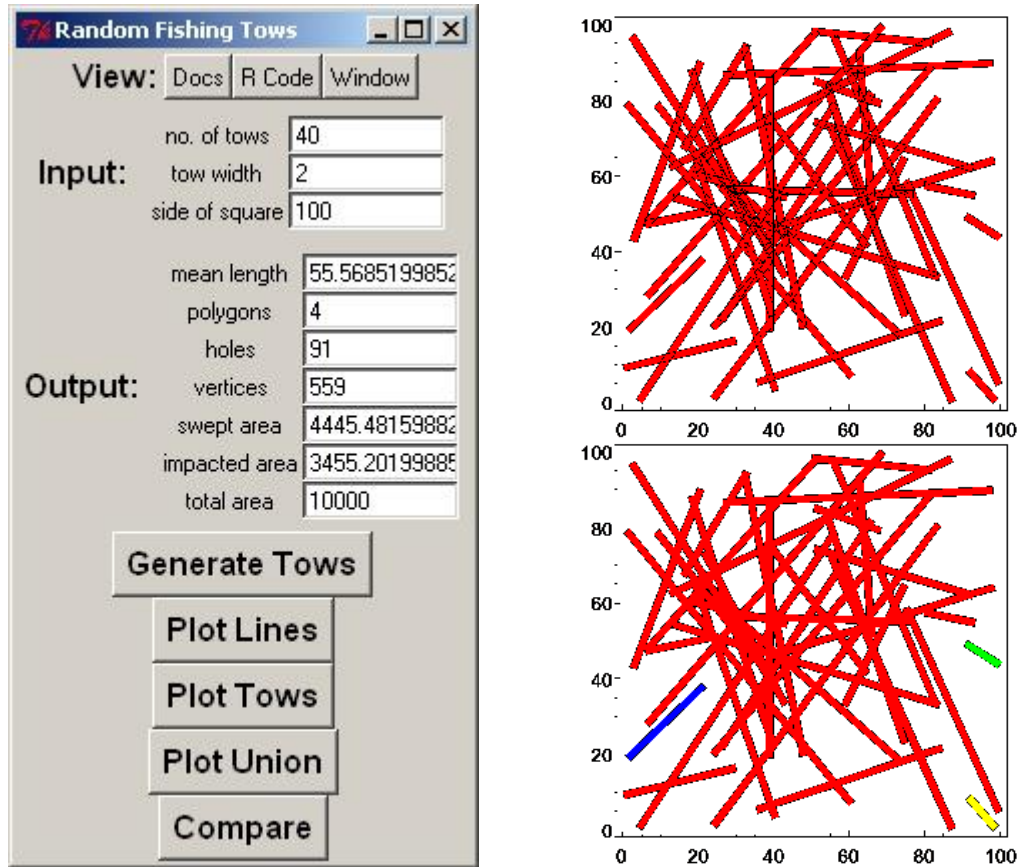 Random Fishing Tows
View: Docs R Code Window
Input:
no. of tows 40
tow width 2
side of square 100
Output:
mean length 55.5685199852
polygons 4
holes 91
vertices 559
swept area 4445.48159882
impacted area 3455.20199885
total area 10000
Generate Tows
Plot Lines
Plot Tows
Plot Union
Compare
100
80
60
40
20
0
0 20 40 60 80 100
100
80
60
40
20
0
0 20 40 60 80 100